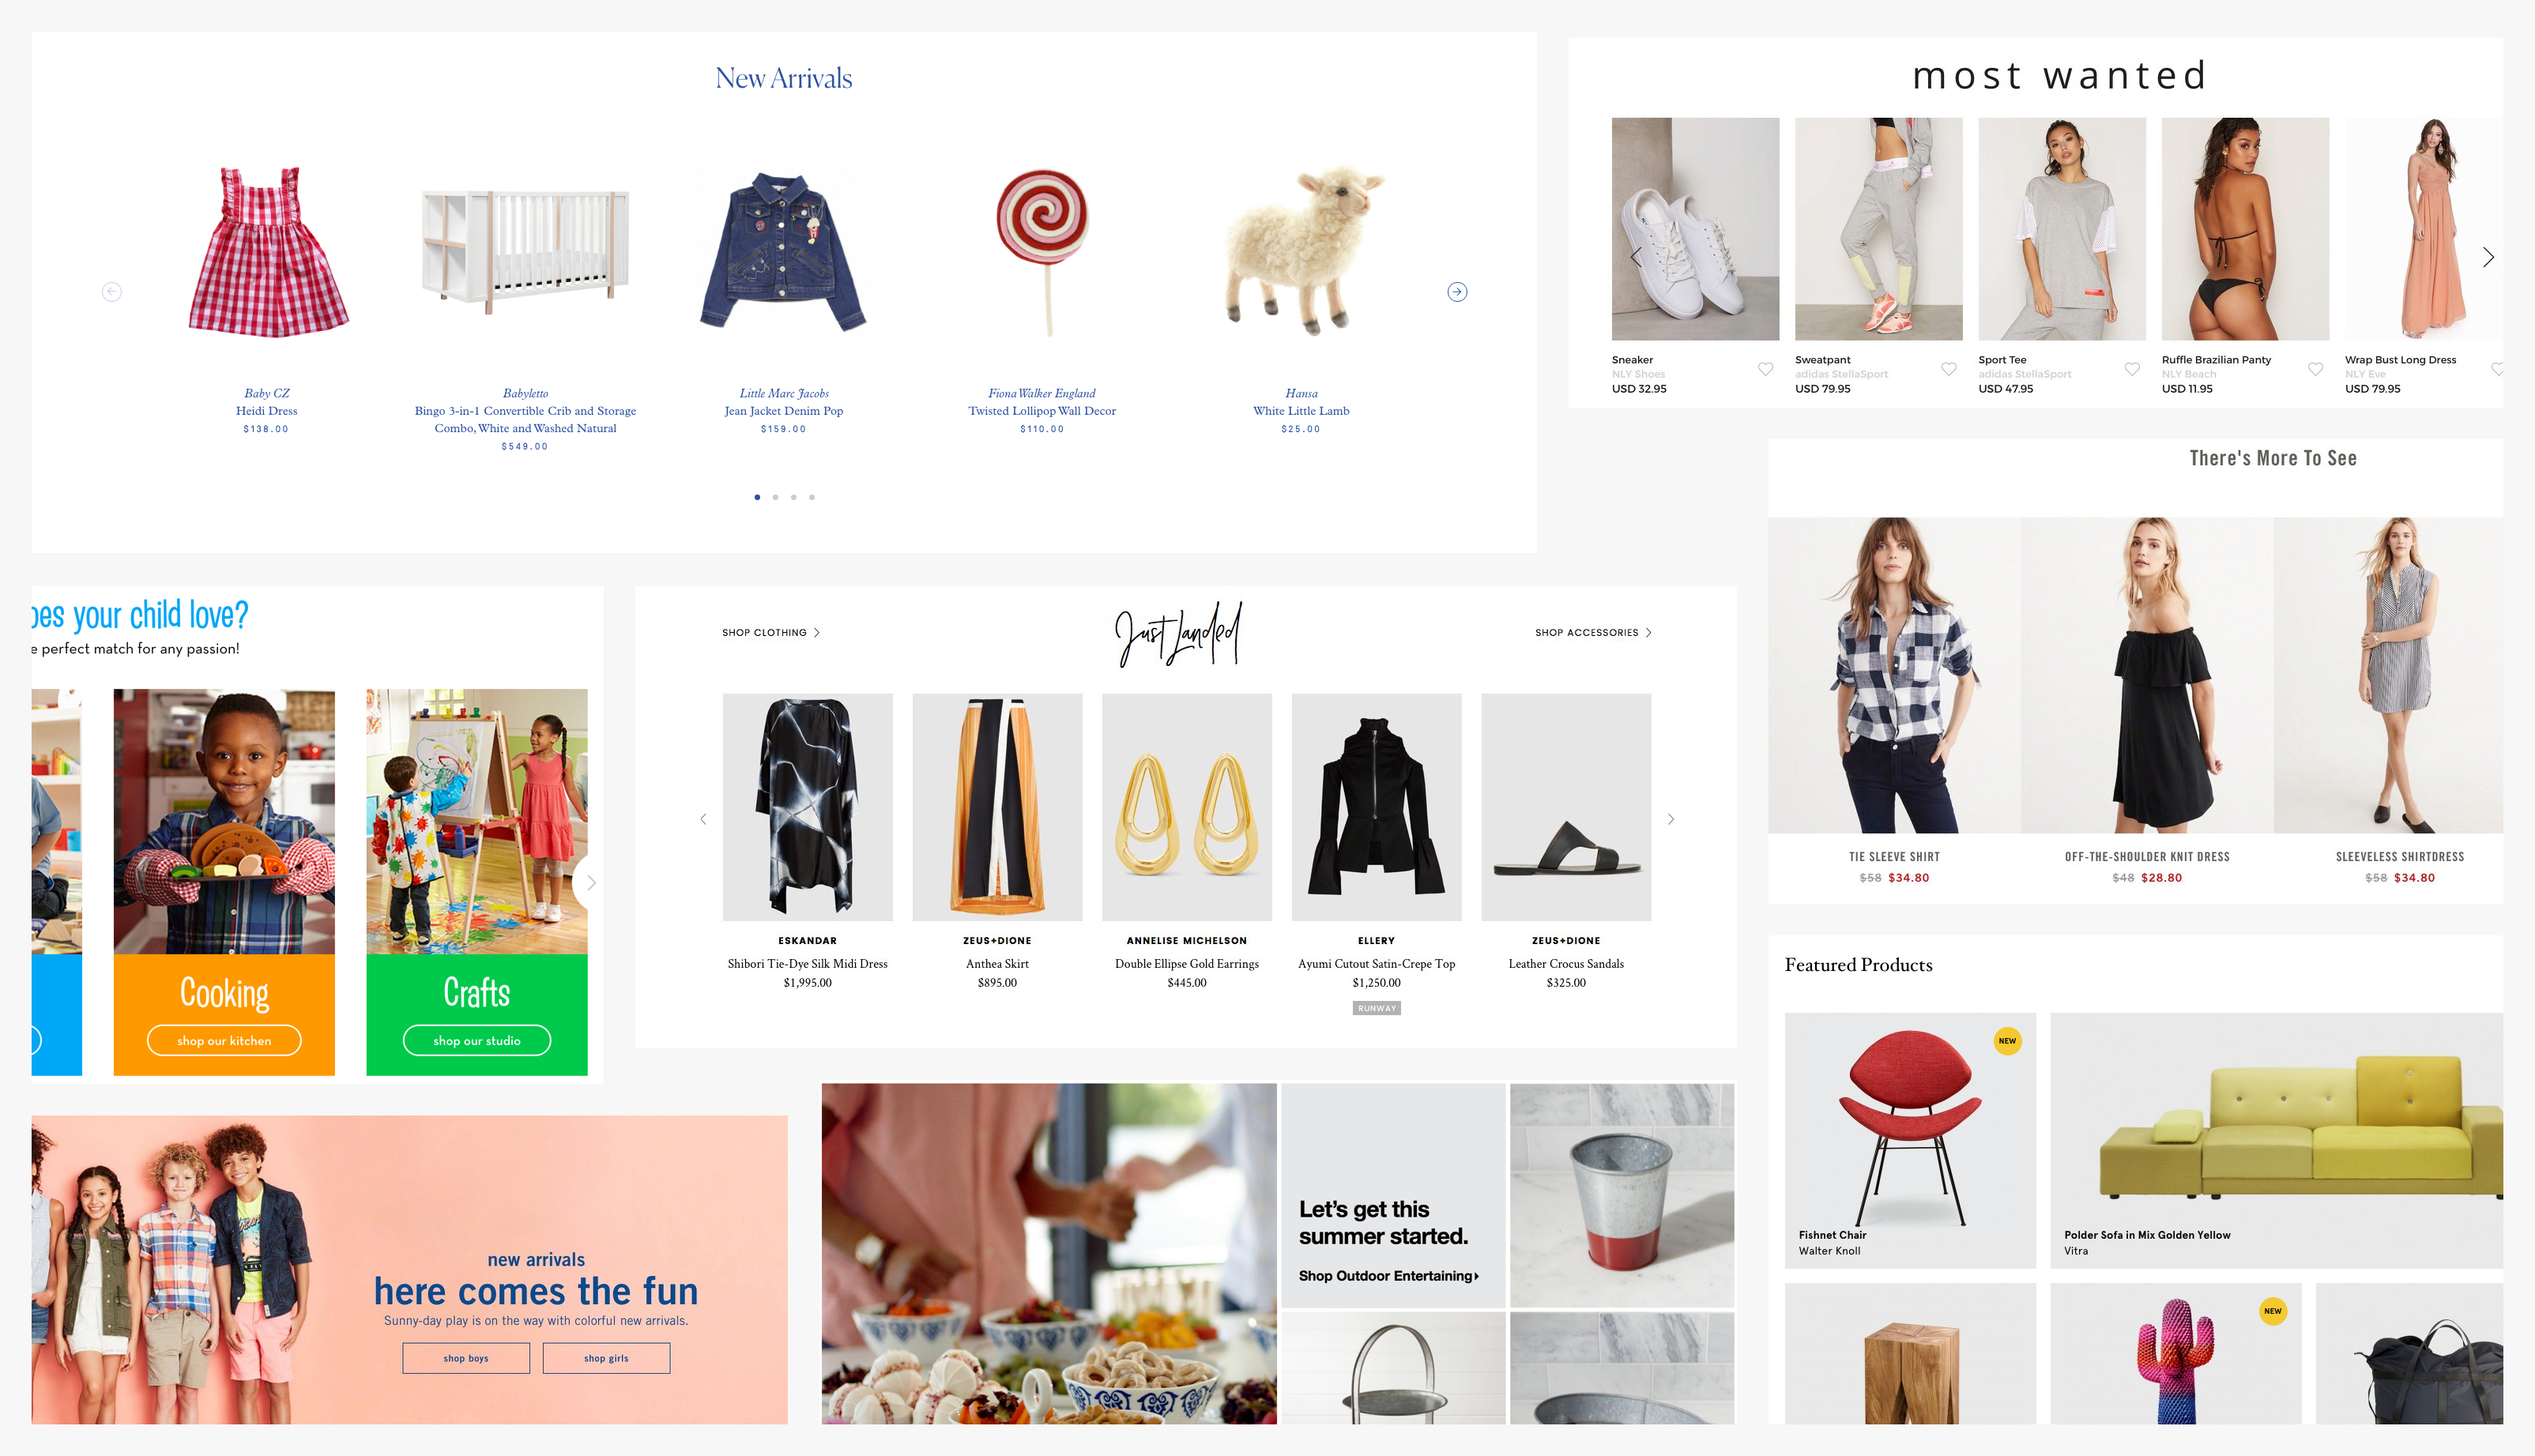 New Arrivals
Baby CZ
Heidi Dress
$138.00
Babyletto
Bingo 3-in-1 Convertible Crib and Storage
Combo, White and Washed Natural
$549.00
Little Marc Jacobs
Jean Jacket Denim Pop
$159.00
Fiona Walker England
Twisted Lollipop Wall Decor
$110.00
Hansa
White Little Lamb
$25.00
most wanted
Sneaker
NLY Shoes
USD 32.95
Sweatpant
adidas StellaSport
USD 79.95
Sport Tee
adidas StellaSport
USD 47.95
Ruffle Brazilian Panty
NLY Beach
USD 11.95
Wrap Bust Long Dress
NLY Eve
USD 79.95
There's More To See
TIE SLEEVE SHIRT
$58 $34.80
OFF-THE-SHOULDER KNIT DRESS
$48 $28.80
SLEEVELESS SHIRTDRESS
$58 $34.80
oes your child love?
e perfect match for any passion!
Cooking
shop our kitchen
Crafts
shop our studio
SHOP CLOTHING
Just Landed
SHOP ACCESSORIES
ESKANDAR
Shibori Tie-Dye Silk Midi Dress
$1,995.00
ZEUS+DIONE
Anthea Skirt
$895.00
ANNELISE MICHELSON
Double Ellipse Gold Earrings
$445.00
ELLERY
Ayumi Cutout Satin-Crepe Top
$1,250.00
RUNWAY
ZEUS+DIONE
Leather Crocus Sandals
$325.00
Featured Products
NEW
Fishnet Chair
Walter Knoll
Polder Sofa in Mix Golden Yellow
Vitra
NEW
new arrivals
here comes the fun
Sunny-day play is on the way with colorful new arrivals.
shop boys
shop girls
Let's get this
summer started.
Shop Outdoor Entertaining